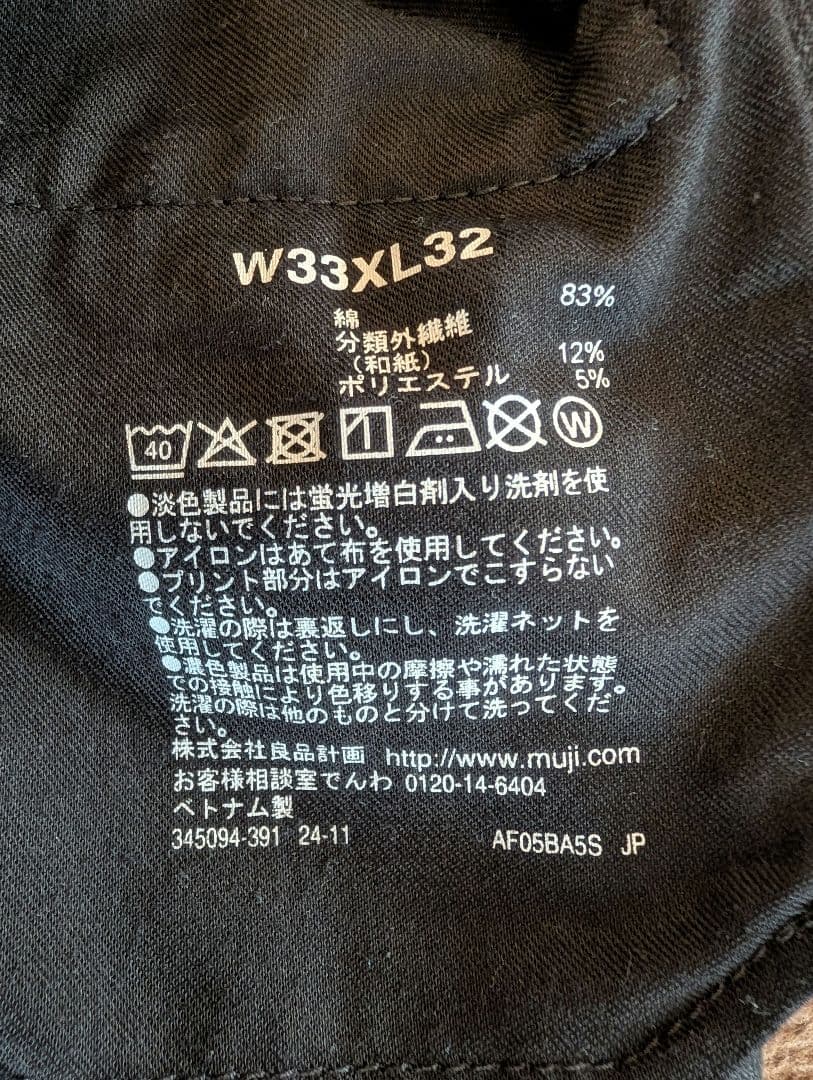 W33XL32
綿 83%
分類外繊維
（和紙） 12%
ポリエステル 5%
40
W
●淡色製品には蛍光増白剤入り洗剤を使
用しないでください。
●アイロンはあて布を使用してください。
●プリント部分はアイロンでこすらない
でください。
●洗濯の際は裏返しにし、洗濯ネットを
使用してください。
●濃色製品は使用中の摩擦や濡れた状態
での接触により色移りする事があります。
洗濯の際は他のものと分けて洗ってくだ
さい。
株式会社良品計画 http://www.muji.com
お客様相談室でんわ 0120-14-6404
ベトナム製
345094-391 24-11 AF05BA5S JP